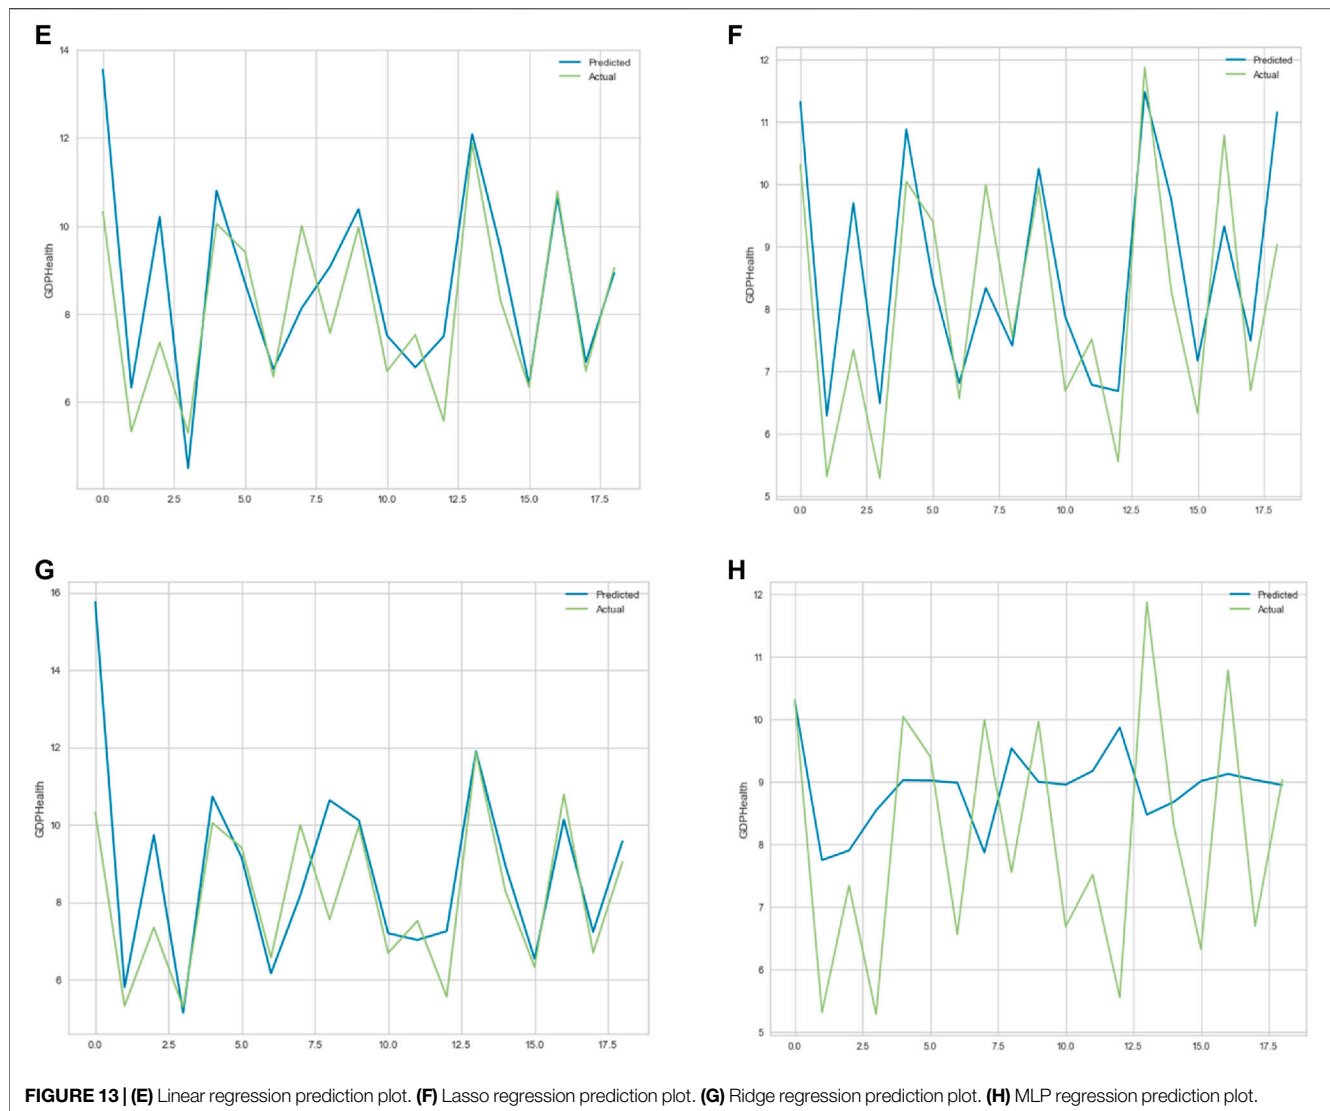 E
14
12
10
8
6
GDPHealth
0.0 2.5 5.0 7.5 10.0 12.5 15.0 17.5
Predicted
Actual
F
12
11
10
9
8
7
6
5
GDPHealth
0.0 2.5 5.0 7.5 10.0 12.5 15.0 17.5
Predicted
Actual
G
16
14
12
10
8
6
GDPHealth
0.0 2.5 5.0 7.5 10.0 12.5 15.0 17.5
Predicted
Actual
H
12
11
10
9
8
7
6
5
GDPHealth
0.0 2.5 5.0 7.5 10.0 12.5 15.0 17.5
Predicted
Actual
FIGURE 13 | (E) Linear regression prediction plot. (F) Lasso regression prediction plot. (G) Ridge regression prediction plot. (H) MLP regression prediction plot.